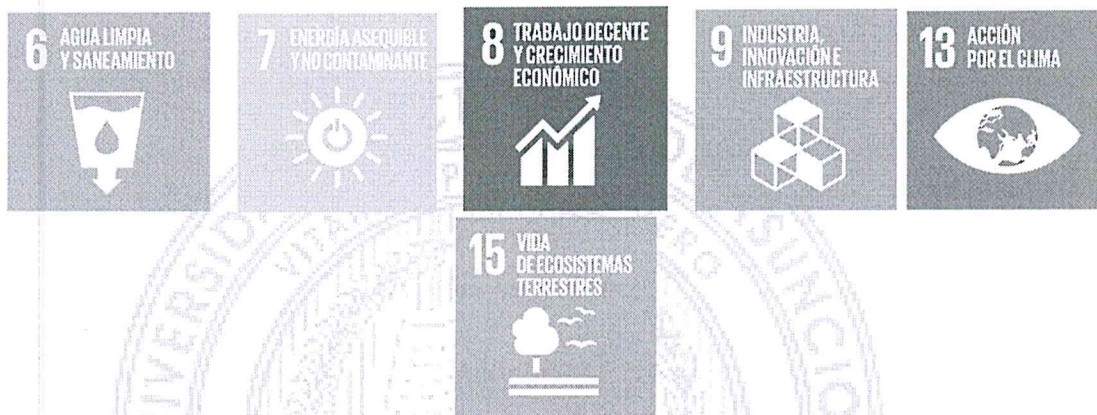 6 AGUA LIMPIA
Y SANEAMIENTO
7 ENERGÍA ASEQUIBLE
Y NO CONTAMINANTE
8 TRABAJO DECENTE
Y CRECIMIENTO
ECONÓMICO
9 INDUSTRIA,
INNOVACIÓN E
INFRAESTRUCTURA
13 ACCIÓN
POR EL CLIMA
15 VIDA
DE ECOSISTEMAS
TERRESTRES